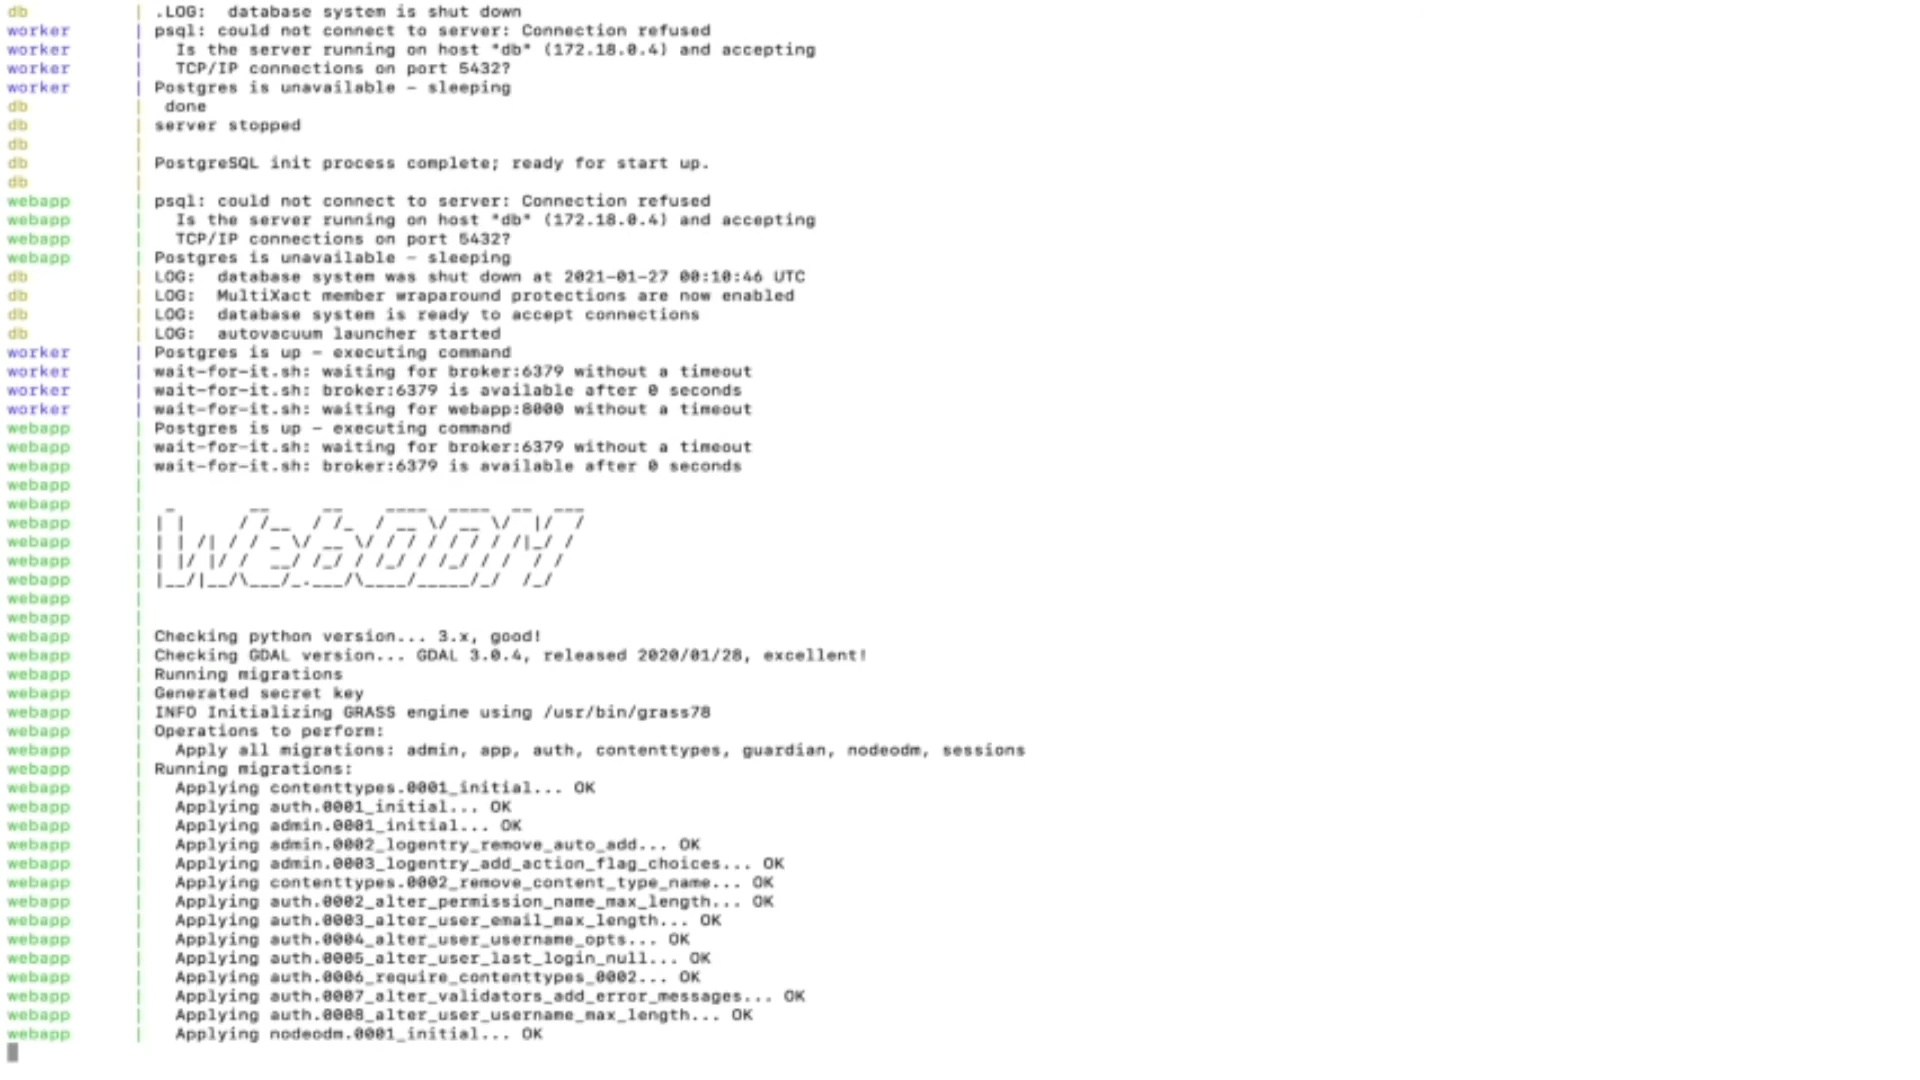 db | .LOG:  database system is shut down
worker | psql: could not connect to server: Connection refused
worker |   Is the server running on host "db" (172.18.0.4) and accepting
worker |   TCP/IP connections on port 5432?
worker | Postgres is unavailable - sleeping
db |  done
db | server stopped
db |
db | PostgreSQL init process complete; ready for start up.
db |
webapp | psql: could not connect to server: Connection refused
webapp |   Is the server running on host "db" (172.18.0.4) and accepting
webapp |   TCP/IP connections on port 5432?
webapp | Postgres is unavailable - sleeping
db | LOG:  database system was shut down at 2021-01-27 00:10:46 UTC
db | LOG:  MultiXact member wraparound protections are now enabled
db | LOG:  database system is ready to accept connections
db | LOG:  autovacuum launcher started
worker | Postgres is up - executing command
worker | wait-for-it.sh: waiting for broker:6379 without a timeout
worker | wait-for-it.sh: broker:6379 is available after 0 seconds
worker | wait-for-it.sh: waiting for webapp:8000 without a timeout
webapp | Postgres is up - executing command
webapp | wait-for-it.sh: waiting for broker:6379 without a timeout
webapp | wait-for-it.sh: broker:6379 is available after 0 seconds
webapp |
webapp |
webapp | WebODM
webapp |
webapp |
webapp |
webapp |
webapp |
webapp | Checking python version... 3.x, good!
webapp | Checking GDAL version... GDAL 3.0.4, released 2020/01/28, excellent!
webapp | Running migrations
webapp | Generated secret key
webapp | INFO Initializing GRASS engine using /usr/bin/grass78
webapp | Operations to perform:
webapp |   Apply all migrations: admin, app, auth, contenttypes, guardian, nodeodm, sessions
webapp | Running migrations:
webapp |   Applying contenttypes.0001_initial... OK
webapp |   Applying auth.0001_initial... OK
webapp |   Applying admin.0001_initial... OK
webapp |   Applying admin.0002_logentry_remove_auto_add... OK
webapp |   Applying admin.0003_logentry_add_action_flag_choices... OK
webapp |   Applying contenttypes.0002_remove_content_type_name... OK
webapp |   Applying auth.0002_alter_permission_name_max_length... OK
webapp |   Applying auth.0003_alter_user_email_max_length... OK
webapp |   Applying auth.0004_alter_user_username_opts... OK
webapp |   Applying auth.0005_alter_user_last_login_null... OK
webapp |   Applying auth.0006_require_contenttypes_0002... OK
webapp |   Applying auth.0007_alter_validators_add_error_messages... OK
webapp |   Applying auth.0008_alter_user_username_max_length... OK
webapp |   Applying nodeodm.0001_initial... OK